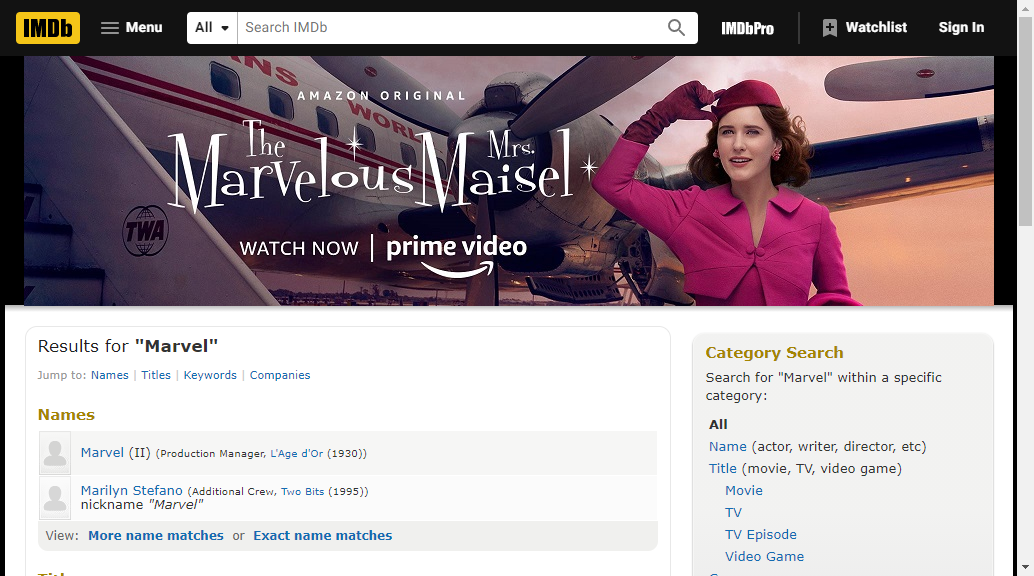 IMDb Menu All Search IMDb IMDbPro Watchlist Sign In
TRANS WORL
AMAZON ORIGINAL
The Marvelous Mrs. Maisel
TWA
WATCH NOW | prime video
Results for "Marvel"
Jump to: Names | Titles | Keywords | Companies
Names
Marvel (II) (Production Manager, L'Age d'Or (1930))
Marilyn Stefano (Additional Crew, Two Bits (1995))
nickname "Marvel"
View: More name matches or Exact name matches
Category Search
Search for "Marvel" within a specific
category:
All
Name (actor, writer, director, etc)
Title (movie, TV, video game)
Movie
TV
TV Episode
Video Game